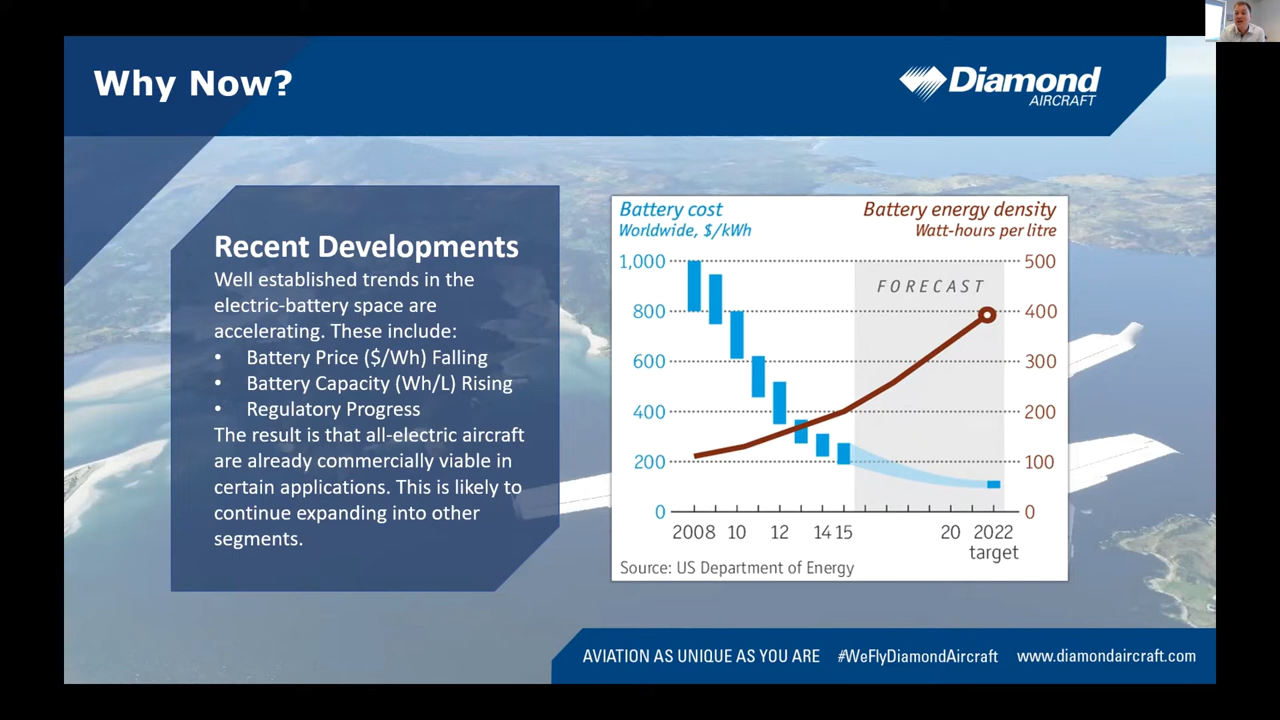 Why Now?
Diamond
AIRCRAFT
Recent Developments
Well established trends in the
electric-battery space are
accelerating. These include:
• Battery Price ($/Wh) Falling
• Battery Capacity (Wh/L) Rising
• Regulatory Progress
The result is that all-electric aircraft
are already commercially viable in
certain applications. This is likely to
continue expanding into other
segments.
Battery cost
Worldwide, $/kWh
Battery energy density
Watt-hours per litre
1,000 500
FORECAST
800 400
600 300
400 200
200 100
0 0
2008 10 12 14 15 20 2022
target
Source: US Department of Energy
AVIATION AS UNIQUE AS YOU ARE #WeFlyDiamondAircraft www.diamondaircraft.com